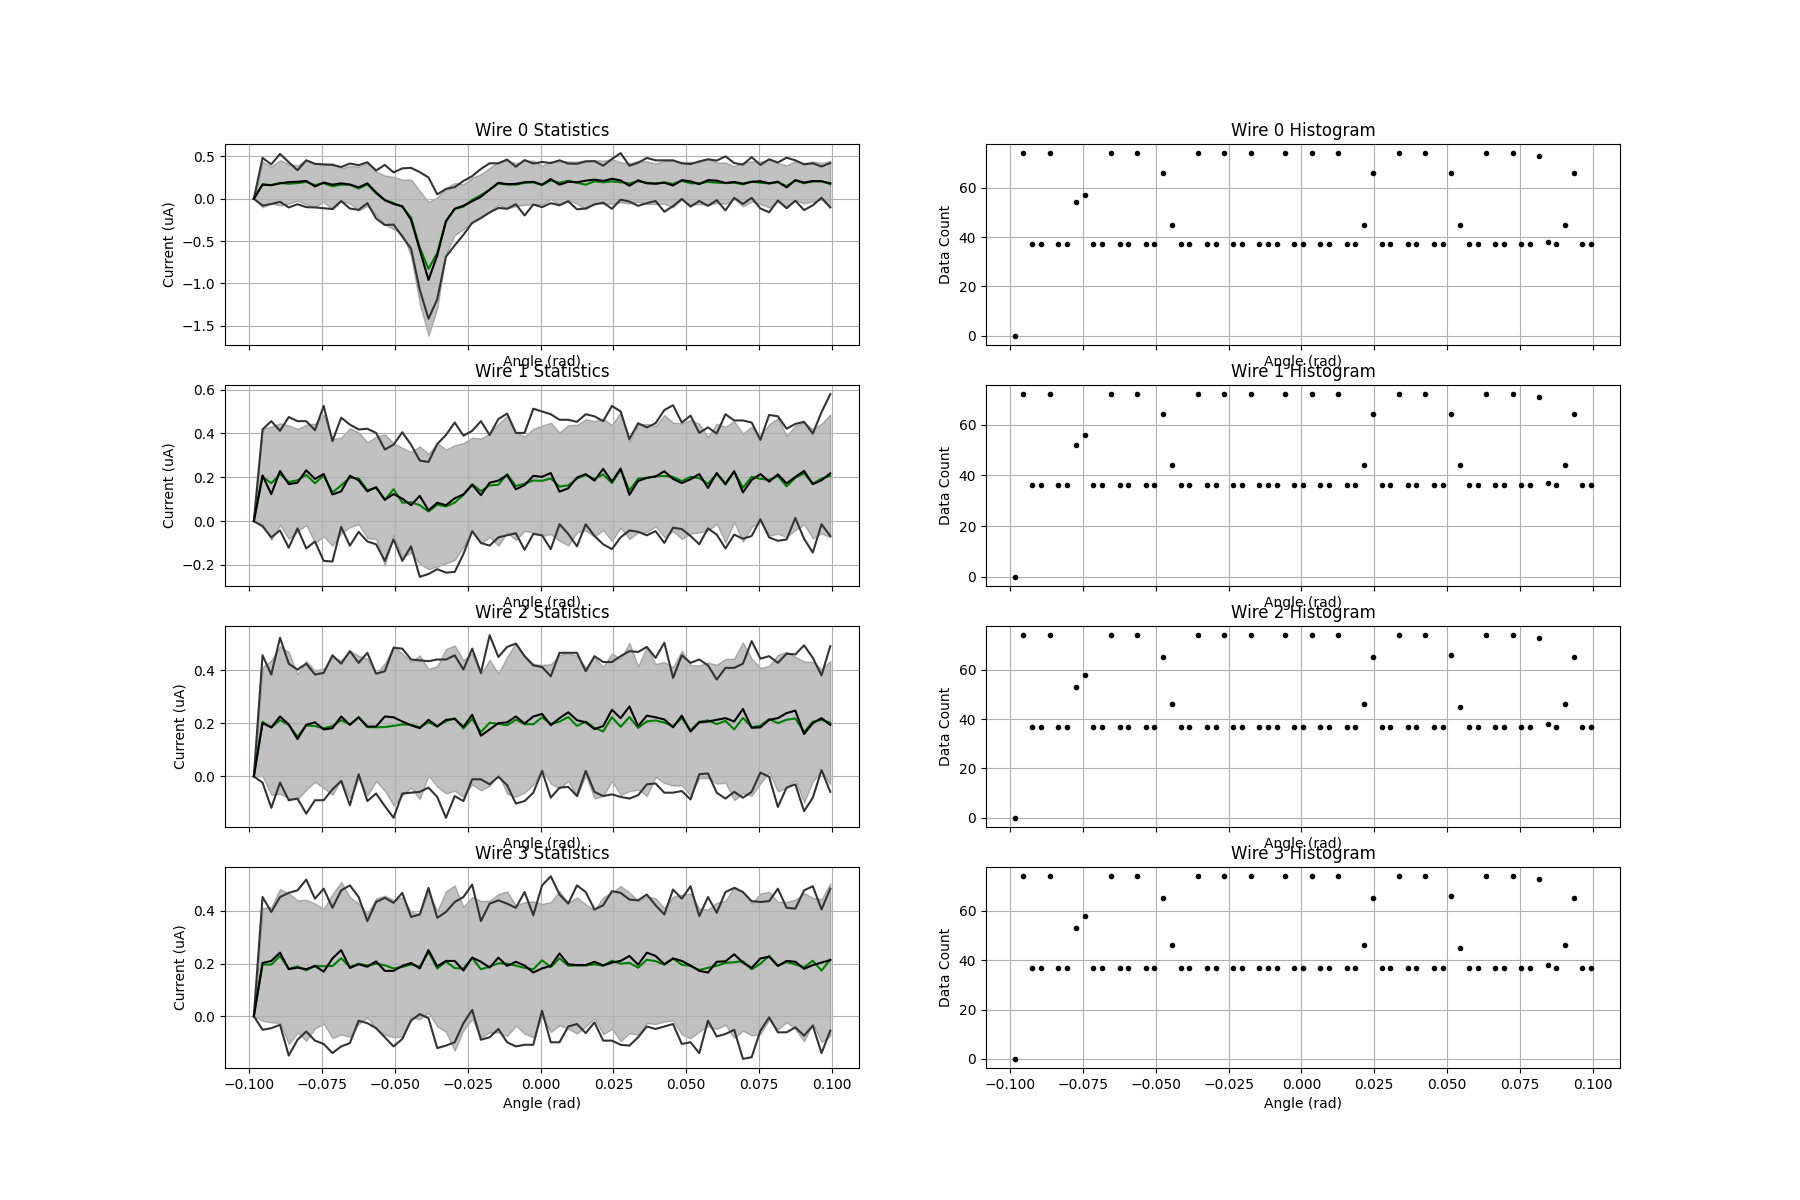 Wire 0 Statistics
Current (uA)
0.5
0.0
−0.5
−1.0
−1.5
Angle (rad)
Wire 0 Histogram
Data Count
60
40
20
0
Angle (rad)
Wire 1 Statistics
Current (uA)
0.6
0.4
0.2
0.0
−0.2
Angle (rad)
Wire 1 Histogram
Data Count
60
40
20
0
Angle (rad)
Wire 2 Statistics
Current (uA)
0.4
0.2
0.0
Angle (rad)
Wire 2 Histogram
Data Count
60
40
20
0
Angle (rad)
Wire 3 Statistics
Current (uA)
0.4
0.2
0.0
−0.100 −0.075 −0.050 −0.025 0.000 0.025 0.050 0.075 0.100
Angle (rad)
Wire 3 Histogram
Data Count
60
40
20
0
−0.100 −0.075 −0.050 −0.025 0.000 0.025 0.050 0.075 0.100
Angle (rad)